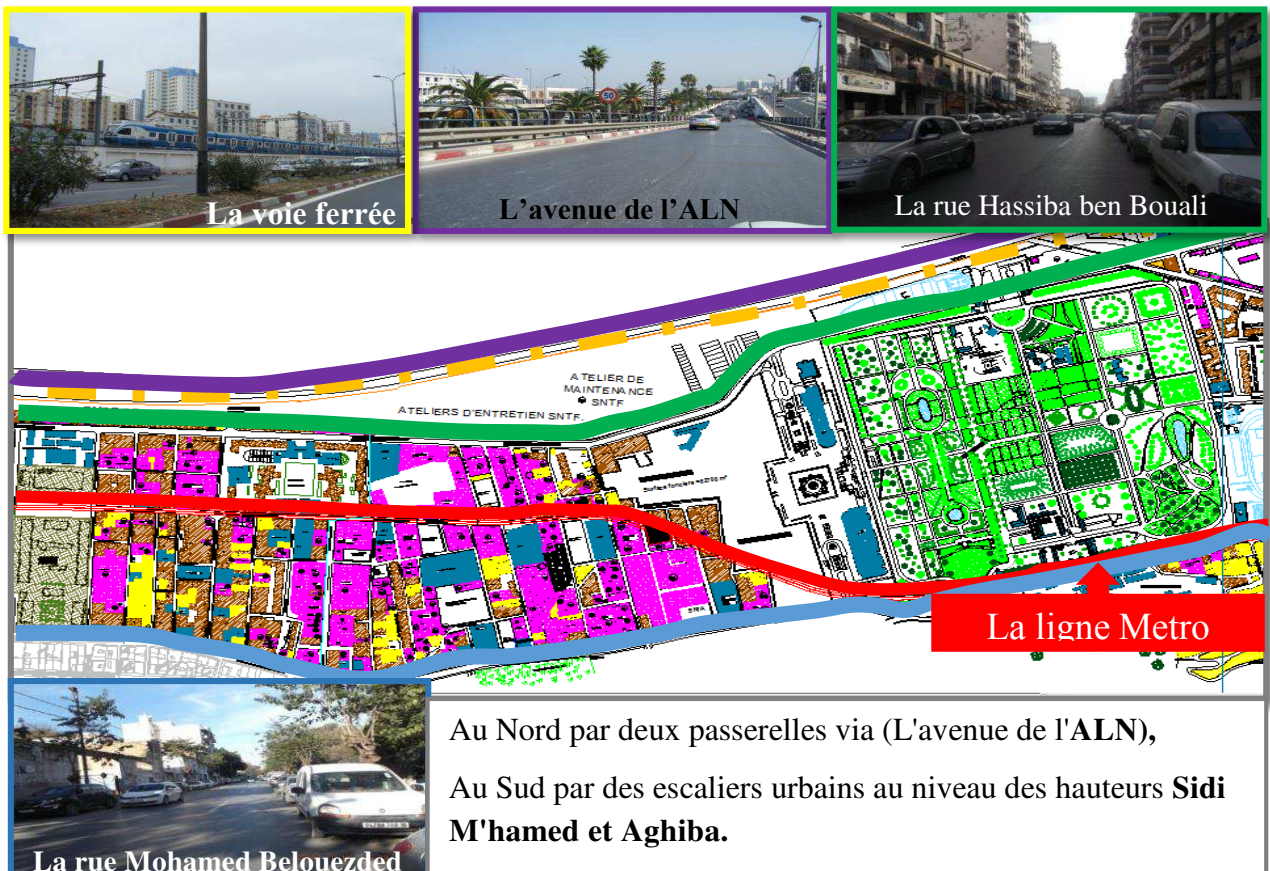 La voie ferrée
50
L'avenue de l'ALN
La rue Hassiba ben Bouali
ATELIER DE
MAINTENANCE
SNTF
ATELIERS D'ENTRETIEN SNTF.
La ligne Metro
Au Nord par deux passerelles via (L'avenue de l'ALN),
Au Sud par des escaliers urbains au niveau des hauteurs Sidi
M'hamed et Aghiba.
La rue Mohamed Belouezded